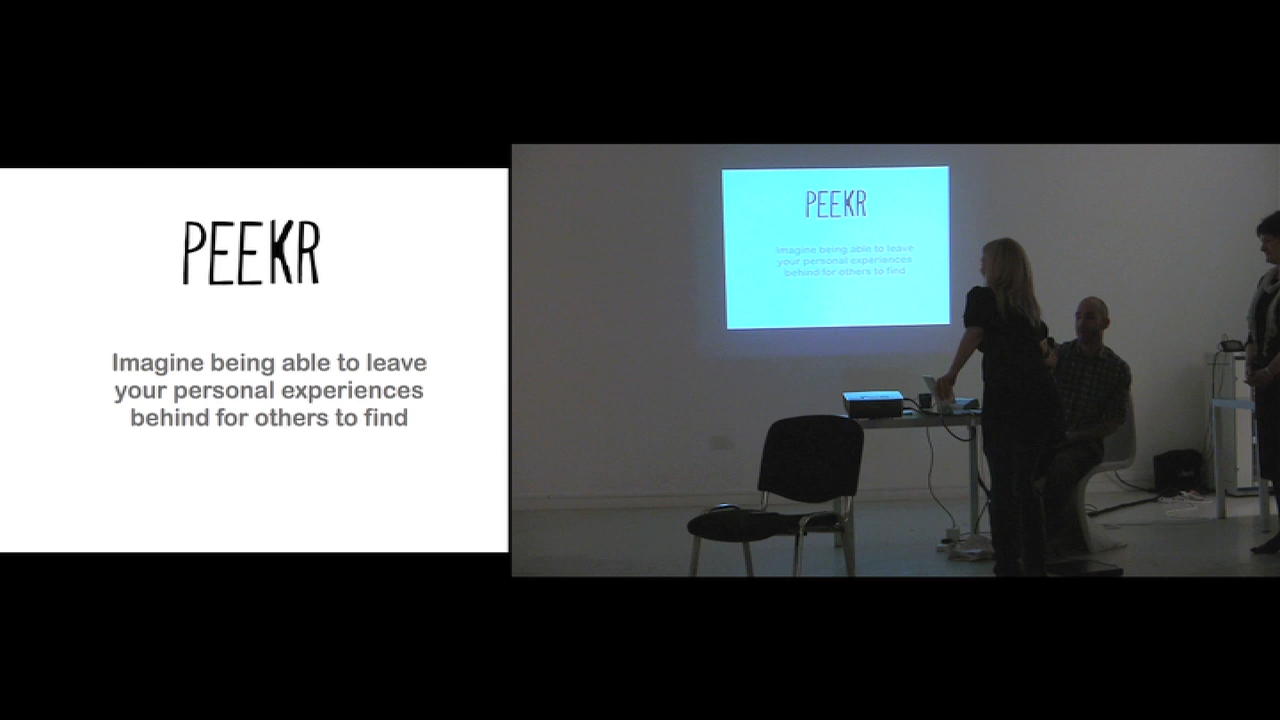 PEEKR
Imagine being able to leave
your personal experiences
behind for others to find
PEEKR
Imagine being able to leave
your personal experiences
behind for others to find